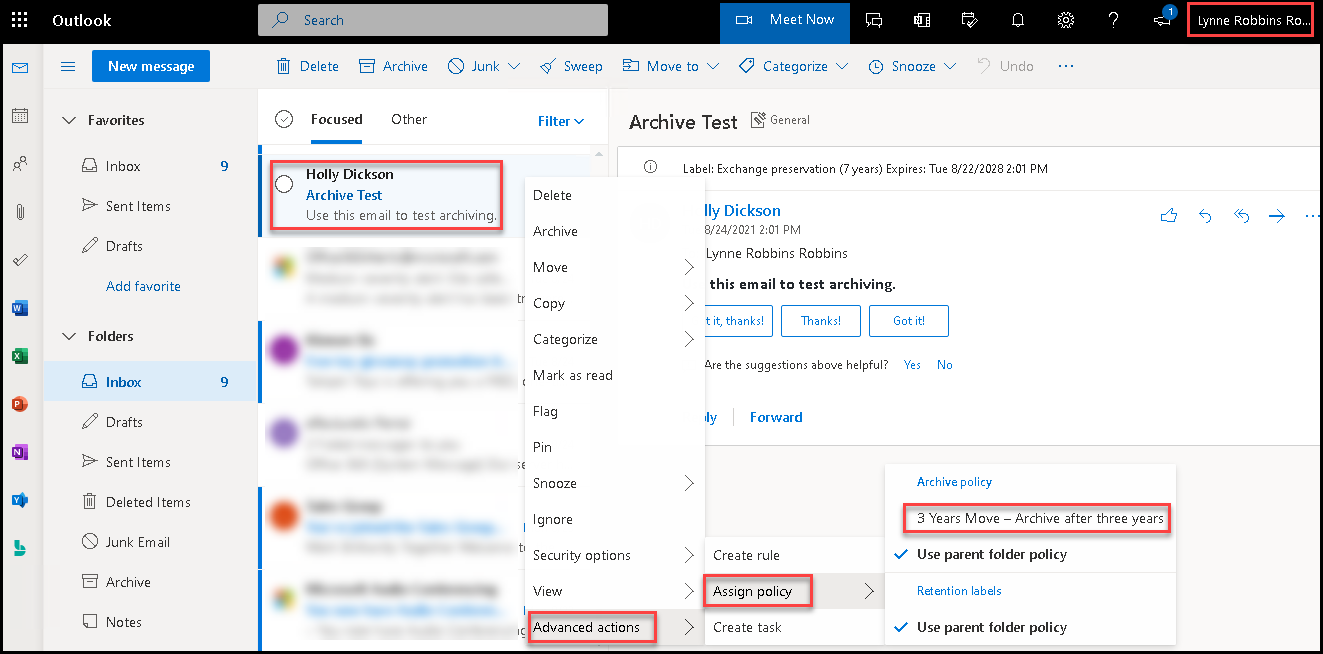 Outlook
Search
Meet Now
1
Lynne Robbins Ro...
New message
Delete
Archive
Junk
Sweep
Move to
Categorize
Snooze
Undo
Favorites
Inbox 9
Sent Items
Drafts
Add favorite
Folders
Inbox 9
Drafts
Sent Items
Deleted Items
Junk Email
Archive
Notes
Focused
Other
Filter
Holly Dickson
Archive Test
Use this email to test archiving.
Delete
Archive
Move
Copy
Categorize
Mark as read
Flag
Pin
Snooze
Ignore
Security options
View
Advanced actions
Create rule
Assign policy
Create task
Archive policy
3 Years Move – Archive after three years
Use parent folder policy
Retention labels
Use parent folder policy
Archive Test
General
Label: Exchange preservation (7 years) Expires: Tue 8/22/2028 2:01 PM
lly Dickson
8/24/2021 2:01 PM
Lynne Robbins Robbins
this email to test archiving.
t it, thanks!
Thanks!
Got it!
Are the suggestions above helpful? Yes No
ly
Forward